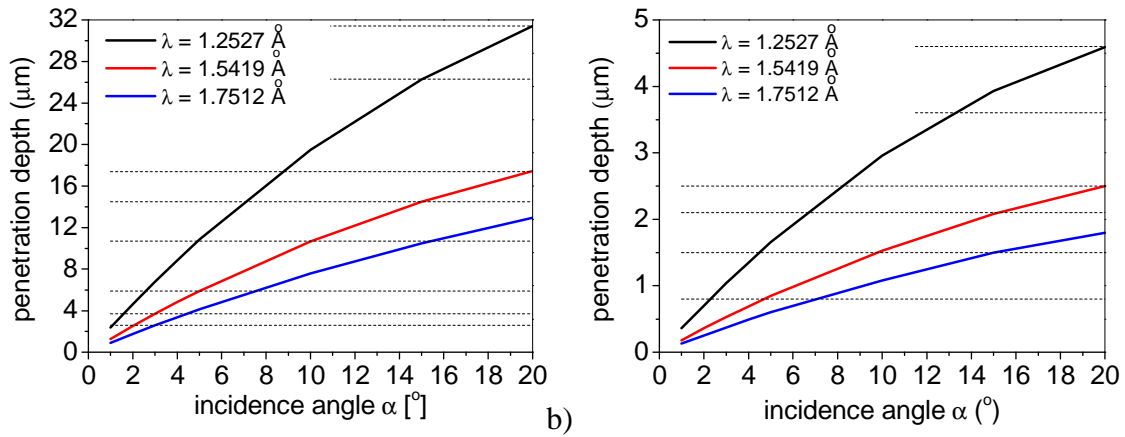 32
28
24
20
16
12
8
4
0
penetration depth (μm)
λ = 1.2527 Å
λ = 1.5419 Å
λ = 1.7512 Å
0 2 4 6 8 10 12 14 16 18 20
incidence angle α [°]
b)
5
4
3
2
1
0
penetration depth (μm)
λ = 1.2527 Å
λ = 1.5419 Å
λ = 1.7512 Å
0 2 4 6 8 10 12 14 16 18 20
incidence angle α (°)